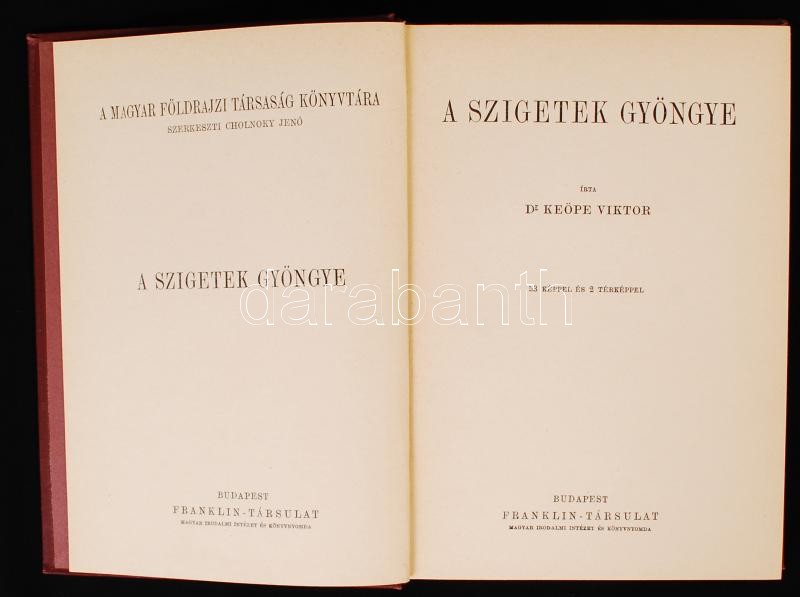 A MAGYAR FÖLDRAJZI TÁRSASÁG KÖNYVTÁRA
SZERKESZTI CHOLNOKY JENŐ
A SZIGETEK GYÖNGYE
BUDAPEST
FRANKLIN-TÁRSULAT
MAGYAR IRODALMI INTÉZET ÉS KÖNYVNYOMDA
A SZIGETEK GYÖNGYE
ÍRTA
Dr KEÖPE VIKTOR
53 KÉPPEL ÉS 2 TÉRKÉPPEL
BUDAPEST
FRANKLIN-TÁRSULAT
MAGYAR IRODALMI INTÉZET ÉS KÖNYVNYOMDA
darabanth